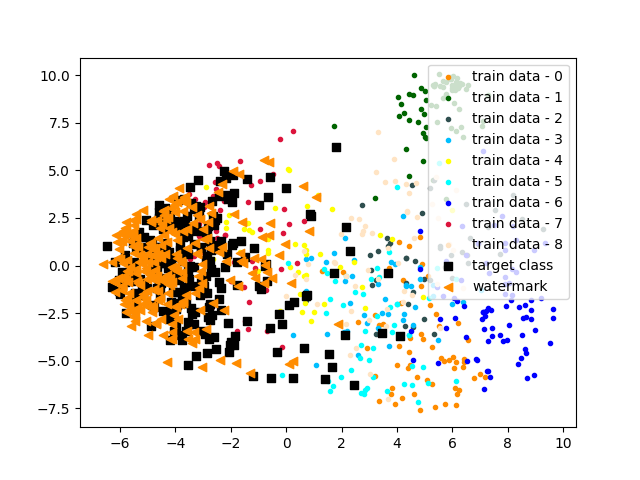 10.0
7.5
5.0
2.5
0.0
−2.5
−5.0
−7.5
−6
−4
−2
0
2
4
6
8
10
train data - 0
train data - 1
train data - 2
train data - 3
train data - 4
train data - 5
train data - 6
train data - 7
train data - 8
target class
watermark